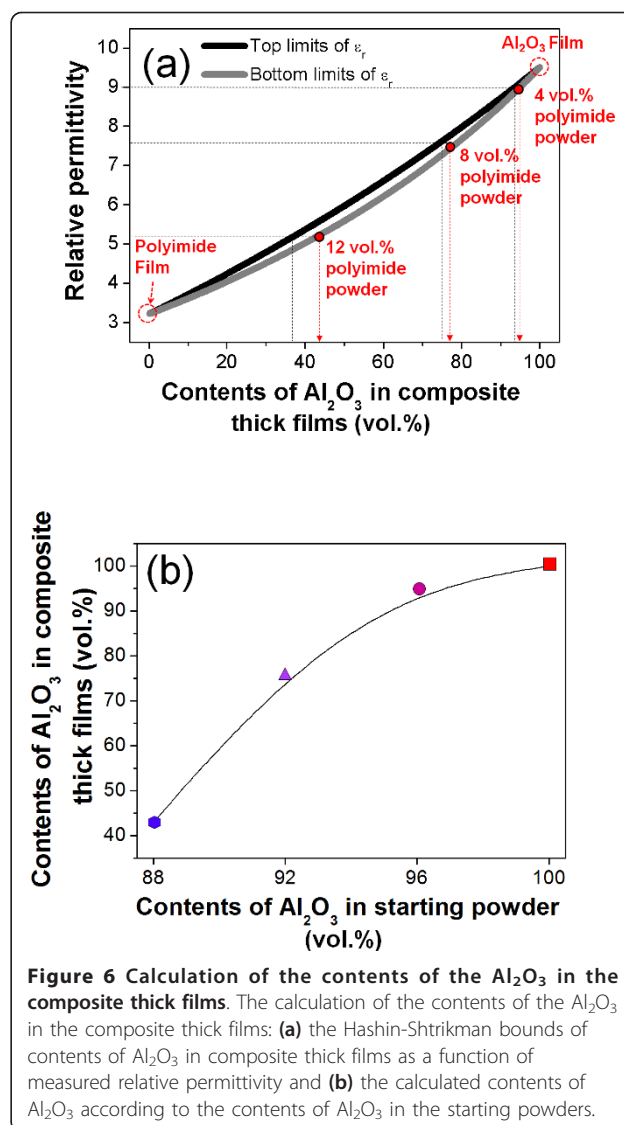 (a)
Top limits of εr
Bottom limits of εr
Al2O3 Film
10
9
8
7
6
5
4
3
4 vol.%
polyimide
powder
8 vol.%
polyimide
powder
12 vol.%
polyimide
powder
Polyimide
Film
Relative permittivity
0 20 40 60 80 100
Contents of Al2O3 in composite
thick films (vol.%)
(b)
100
90
80
70
60
50
40
Contents of Al2O3 in composite
thick films (vol.%)
88 92 96 100
Contents of Al2O3 in starting powder
(vol.%)
Figure 6 Calculation of the contents of the Al2O3 in the
composite thick films. The calculation of the contents of the Al2O3
in the composite thick films: (a) the Hashin-Shtrikman bounds of
contents of Al2O3 in composite thick films as a function of
measured relative permittivity and (b) the calculated contents of
Al2O3 according to the contents of Al2O3 in the starting powders.